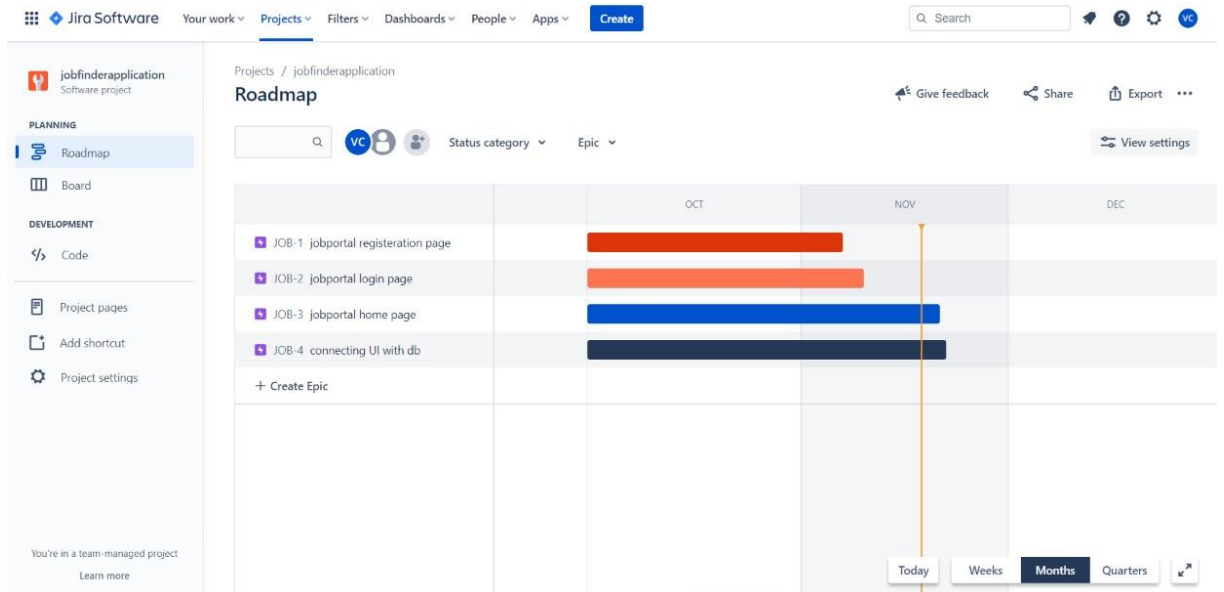 Jira Software Your work Projects Filters Dashboards People Apps Create Search VC
jobfinderapplication
Software project
PLANNING
Roadmap
Board
DEVELOPMENT
Code
Project pages
Add shortcut
Project settings
You're in a team-managed project
Learn more
Projects / jobfinderapplication
Roadmap
Give feedback Share Export
VC Status category Epic View settings
OCT NOV DEC
JOB-1 jobportal registeration page
JOB-2 jobportal login page
JOB-3 jobportal home page
JOB-4 connecting UI with db
+ Create Epic
Today Weeks Months Quarters